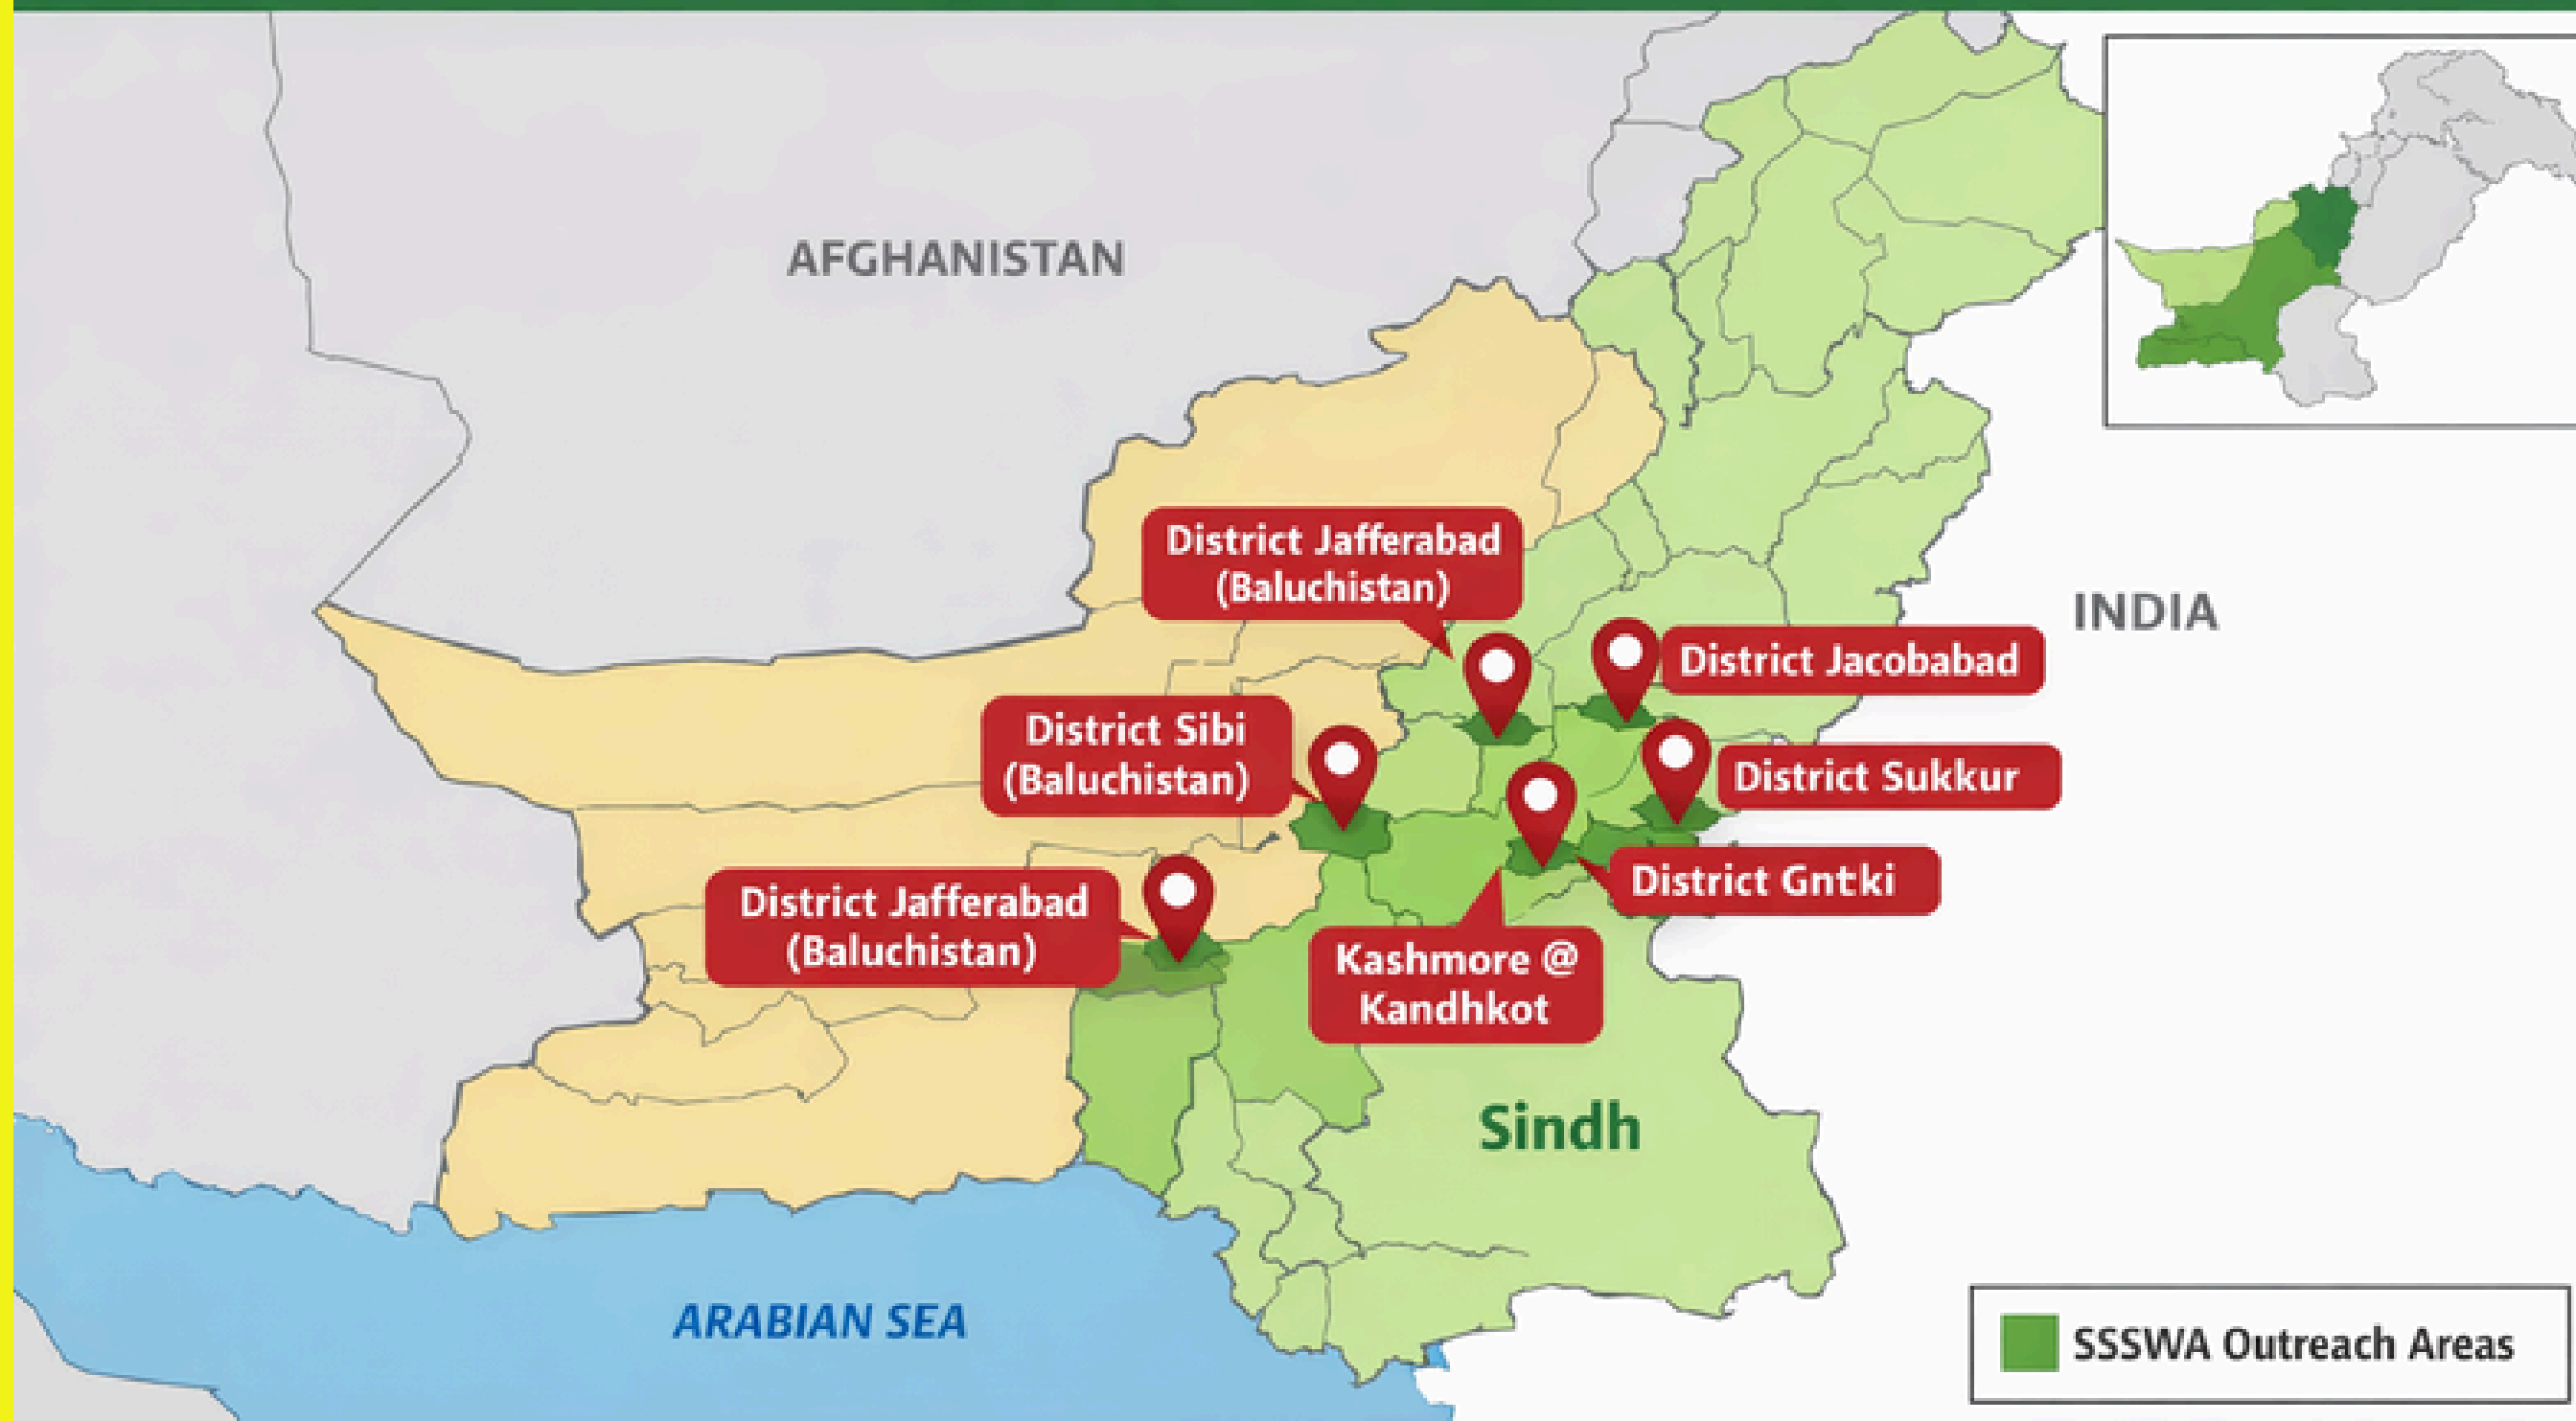 AFGHANISTAN
District Jafferabad
(Baluchistan)
INDIA
District Jacobabad
District Sibi
(Baluchistan)
District Sukkur
District Gntki
District Jafferabad
(Baluchistan)
Kashmore @
Kandhkot
Sindh
ARABIAN SEA
SSSWA Outreach Areas